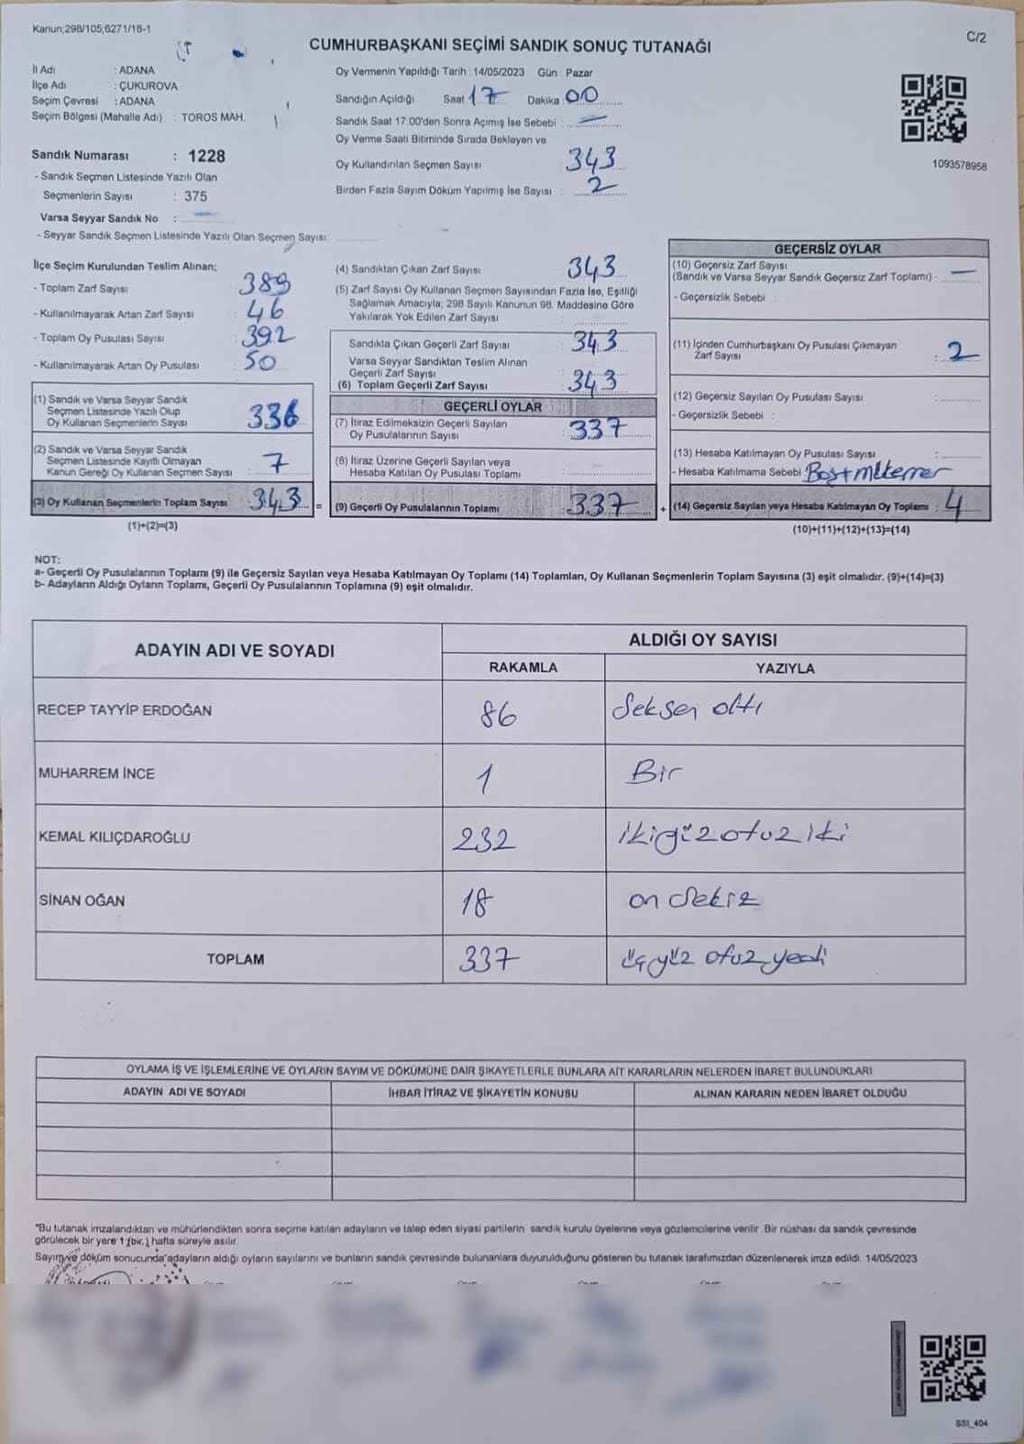 Kanun;298/105,6271/18-1
C/2
CUMHURBAŞKANI SEÇİMİ SANDIK SONUÇ TUTANAĞI
İl Adı : ADANA
İlçe Adı : ÇUKUROVA
Seçim Çevresi : ADANA
Seçim Bölgesi (Mahalle Adı) : TOROS MAH.
Sandık Numarası : 1228
- Sandık Seçmen Listesinde Yazılı Olan
Seçmenlerin Sayısı : 375
Varsa Seyyar Sandık No :
- Seyyar Sandık Seçmen Listesinde Yazılı Olan Seçmen Sayısı:
Oy Vermenin Yapıldığı Tarih : 14/05/2023 Gün : Pazar
Sandığın Açıldığı Saat 17 Dakika 00
Sandık Saat 17.00'den Sonra Açımış İse Sebebi : —
Oy Verme Saati Bitiminde Sırada Bekleyen ve
Oy Kullandırılan Seçmen Sayısı 343
Birden Fazla Sayım Döküm Yapılmış İse Sayısı : 2
1093578958
İlçe Seçim Kurulundan Teslim Alınan;
- Toplam Zarf Sayısı 389
- Kullanılmayarak Artan Zarf Sayısı 46
- Toplam Oy Pusulası Sayısı 392
- Kullanılmayarak Artan Oy Pusulası 50
(1) Sandık ve Varsa Seyyar Sandık
Seçmen Listesinde Yazılı Olup
Oy Kullanan Seçmenlerin Sayısı 336
(2) Sandık ve Varsa Seyyar Sandık
Seçmen Listesinde Kayıtlı Olmayan
Kanun Gereği Oy Kullanan Seçmen Sayısı : 7
(3) Oy Kullanan Seçmenlerin Toplam Sayısı 343 =
(1)+(2)=(3)
(4) Sandıktan Çıkan Zarf Sayısı 343
(5) Zarf Sayısı Oy Kullanan Seçmen Sayısından Fazla İse, Eşitliği
Sağlamak Amacıyla, 298 Sayılı Kanunun 98. Maddesine Göre
Yakılarak Yok Edilen Zarf Sayısı
Sandıkta Çıkan Geçerli Zarf Sayısı 343
Varsa Seyyar Sandıktan Teslim Alınan
Geçerli Zarf Sayısı
(6) Toplam Geçerli Zarf Sayısı 343
GEÇERLİ OYLAR
(7) İtiraz Edilmeksizin Geçerli Sayılan
Oy Pusulalarının Sayısı 337
(8) İtiraz Üzerine Geçerli Sayılan veya
Hesaba Katılan Oy Pusulası Toplamı
(9) Geçerli Oy Pusulalarının Toplamı 337 +
GEÇERSİZ OYLAR
(10) Geçersiz Zarf Sayısı
(Sandık ve Varsa Seyyar Sandık Geçersiz Zarf Toplamı) : —
- Geçersizlik Sebebi
(11) İçinden Cumhurbaşkanı Oy Pusulası Çıkmayan
Zarf Sayısı : 2
(12) Geçersiz Sayılan Oy Pusulası Sayısı :
- Geçersizlik Sebebi :
(13) Hesaba Katılmayan Oy Pusulası Sayısı :
- Hesaba Katılmama Sebebi
(14) Geçersiz Sayılan veya Hesaba Katılmayan Oy Toplamı : 4
(10)+(11)+(12)+(13)=(14)
NOT:
a- Geçerli Oy Pusulalarının Toplamı (9) ile Geçersiz Sayılan veya Hesaba Katılmayan Oy Toplamı (14) Toplamları, Oy Kullanan Seçmenlerin Toplam Sayısına (3) eşit olmalıdır. (9)+(14)=(3)
b- Adayların Aldığı Oyların Toplamı, Geçerli Oy Pusulalarının Toplamına (9) eşit olmalıdır.
ADAYIN ADI VE SOYADI ALDIĞI OY SAYISI
RAKAMLA YAZIYLA
RECEP TAYYİP ERDOĞAN 86 Seksen altı
MUHARREM İNCE 1 Bir
KEMAL KILIÇDAROĞLU 232 ikiyüzotuziki
SİNAN OĞAN 18 on sekiz
TOPLAM 337 üçyüz otuz yedi
OYLAMA İŞ VE İŞLEMLERİNE VE OYLARIN SAYIM VE DÖKÜMÜNE DAİR ŞİKAYETLERLE BUNLARA AİT KARARLARIN NELERDEN İBARET BULUNDUKLARI
ADAYIN ADI VE SOYADI İHBAR İTİRAZ VE ŞİKAYETİN KONUSU ALINAN KARARIN NEDEN İBARET OLDUĞU
"Bu tutanak imzalandıktan ve mühürlendikten sonra seçime katılan adayların ve talep eden siyasi partilerin sandık kurulu üyelerine veya gözlemcilerine verilir. Bir nüshası da sandık çevresinde
görülecek bir yere 1 (bir.) hafta süreyle asılır.
Sayım ve döküm sonucunda adayların aldığı oyların sayılarını ve bunların sandık çevresinde bulunanlara duyurulduğunu gösteren bu tutanak tarafımızdan düzenlenerek imza edildi. 14/05/2023
SSI_404